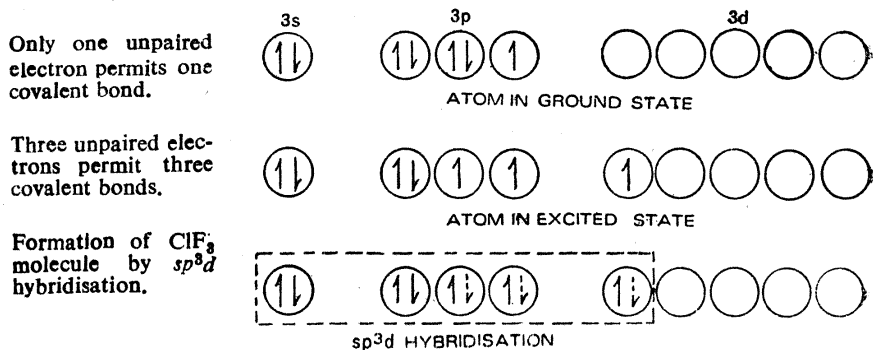 3s 3p 3d
Only one unpaired
electron permits one
covalent bond.
ATOM IN GROUND STATE
Three unpaired elec-
trons permit three
covalent bonds.
ATOM IN EXCITED STATE
Formation of ClF₃
molecule by sp³d
hybridisation.
sp³d HYBRIDISATION